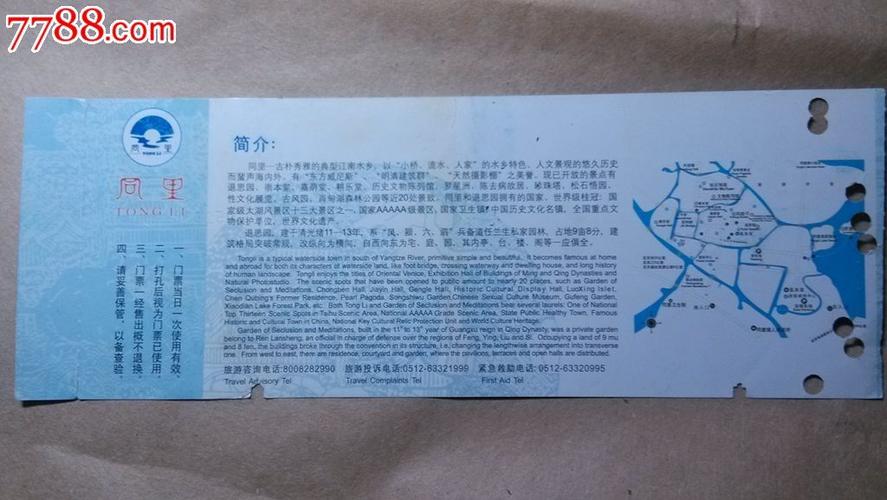 7788.com
同里
TONG LI
一、门票当日一次使用有效。
二、打孔后视为门票已使用。
三、门票一经售出概不退换。
四、请妥善保管，以备查验。
简介：
同里—古朴秀雅的典型江南水乡，以“小桥、流水、人家”的水乡特色、人文景观的悠久历史
而蜚声海内外，有“东方威尼斯”、“明清建筑群”、“天然摄影棚”之美誉。现已开放的景点有
退思园、崇本堂、嘉荫堂、耕乐堂、历史文物陈列馆、罗星洲、陈去病故居、珍珠塔、松石悟园、
性文化展览、古风园、肖甸湖森林公园等近20处景致。同里和退思园拥有的国家、世界级桂冠：国
家级太湖风景区十三大景区之一、国家AAAAA级景区、国家卫生镇、中国历史文化名镇、全国重点文
物保护单位、世界文化遗产。
退思园，建于清光绪11—13年，系“凤、颍、六、泗”兵备道任兰生私家园林，占地9亩8分，建
筑格局突破常规，改纵向为横向，自西向东为宅、庭、园，其内亭、台、楼、阁等一应俱全。
Tongli is a typical waterside town in south of Yangtze River, primitive simple and beautiful. It becomes famous at home
and abroad for both its characters of waterside land, like foot bridge, crossing waterway and dwelling house, and long history
of human landscape. Tongli enjoys the titles of Oriental Venice, Exhibition Hall of Buildings of Ming and Qing Dynasties and
Natural Photostudio. The scenic spots that have been opened to public amount to nearly 20 places, such as Garden of
Seclusion and Meditations, Chongben Hall, Jiayin Hall, Gengle Hall, Historic Cultural Display Hall, LuoXing Islet,
Chen Qubing's Former Residence, Pearl Pagoda, Songshiwu Garden,Chinese Sexual Culture Museum, Gufeng Garden,
Xiaodian Lake Forest Park, etc. Both Tong Li and Garden of Seclusion and Meditations bear several laurels: One of National
Top Thirteen Scenic Spots in Taihu Scenic Area, National AAAAA Grade Scenic Area, State Public Healthy Town, Famous
Historic and Cultural Town in China, National Key Cultural Relic Protection Unit and World Culture Heritage.
Garden of Seclusion and Meditations, built in the 11th to 13th year of Guangxu reign in Qing Dynasty, was a private garden
belong to Ren Lansheng, an official in charge of defense over the regions of Feng, Ying, Liu and Si. Occupying a land of 9 mu
and 8 fen, the buildings broke through the convention in its structure, i.e. changing the lengthwise arrangement into transverse
one. From west to east, there are residence, courtyard and garden, where the pavilions, terraces and open halls are distributed.
旅游咨询电话:8008282990 旅游投诉电话:0512-63321999 紧急救助电话:0512-63320995
Travel Advisory Tel Travel Complaints Tel First Aid Tel